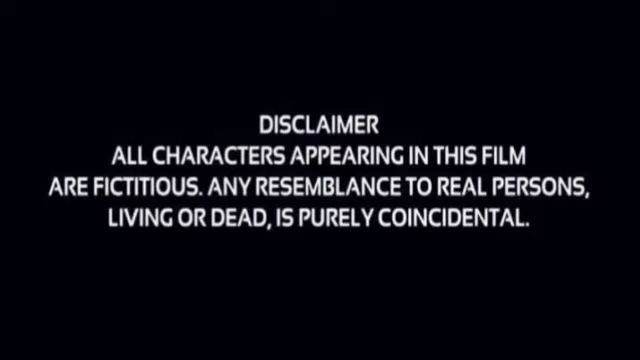 DISCLAIMER
ALL CHARACTERS APPEARING IN THIS FILM
ARE FICTITIOUS. ANY RESEMBLANCE TO REAL PERSONS,
LIVING OR DEAD, IS PURELY COINCIDENTAL.